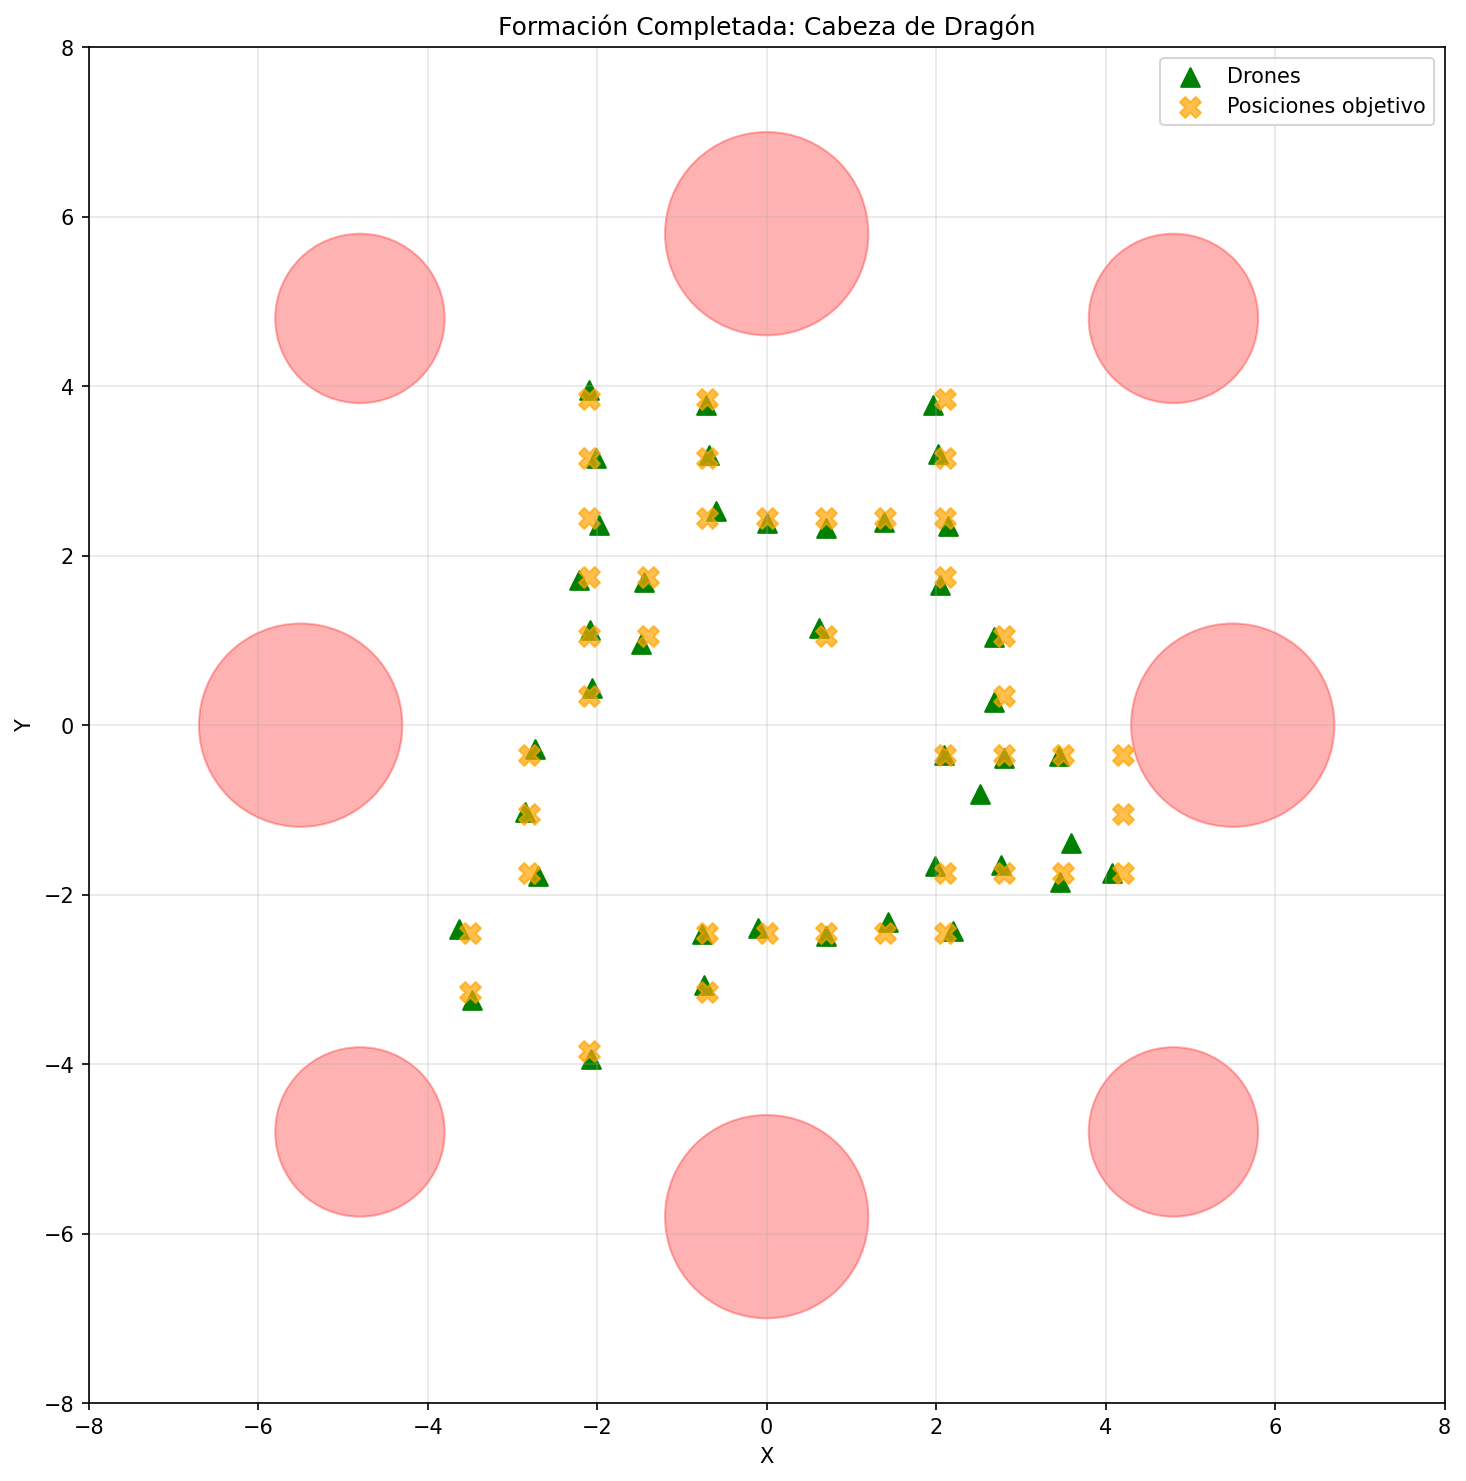 Formación Completada: Cabeza de Dragón
Drones
Posiciones objetivo
8
6
4
2
0
−2
−4
−6
−8
Y
−8 −6 −4 −2 0 2 4 6 8
X